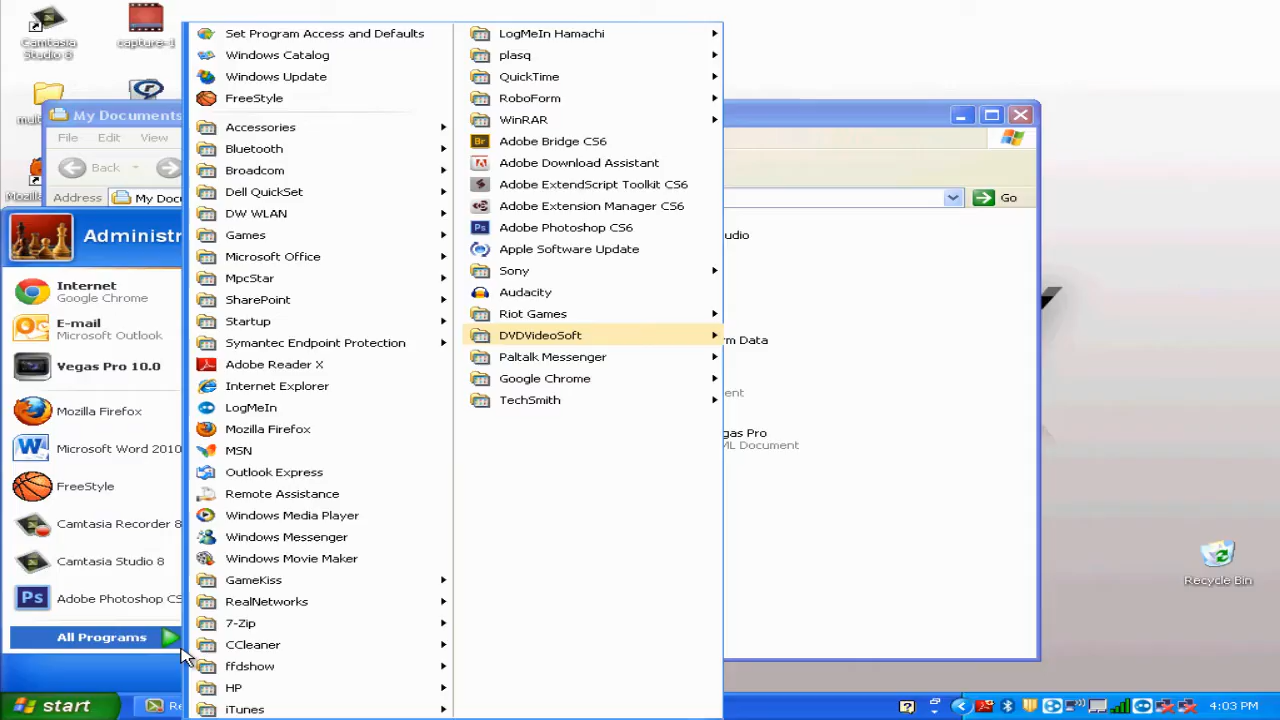 Camtasia
Studio 8
capture-1
My Documents
File Edit View
Back
Address My Docu
Go
Administr
Internet
Google Chrome
E-mail
Microsoft Outlook
Vegas Pro 10.0
Mozilla Firefox
Microsoft Word 2010
FreeStyle
Camtasia Recorder 8
Camtasia Studio 8
Adobe Photoshop CS
All Programs
start
Set Program Access and Defaults
Windows Catalog
Windows Update
FreeStyle
Accessories
Bluetooth
Broadcom
Dell QuickSet
DW WLAN
Games
Microsoft Office
MpcStar
SharePoint
Startup
Symantec Endpoint Protection
Adobe Reader X
Internet Explorer
LogMeIn
Mozilla Firefox
MSN
Outlook Express
Remote Assistance
Windows Media Player
Windows Messenger
Windows Movie Maker
GameKiss
RealNetworks
7-Zip
CCleaner
ffdshow
HP
iTunes
LogMeIn Hamachi
plasq
QuickTime
RoboForm
WinRAR
Adobe Bridge CS6
Adobe Download Assistant
Adobe ExtendScript Toolkit CS6
Adobe Extension Manager CS6
Adobe Photoshop CS6
Apple Software Update
Sony
Audacity
Riot Games
DVDVideoSoft
Paltalk Messenger
Google Chrome
TechSmith
udio
rm Data
ent
gas Pro
ML Document
Recycle Bin
4:03 PM